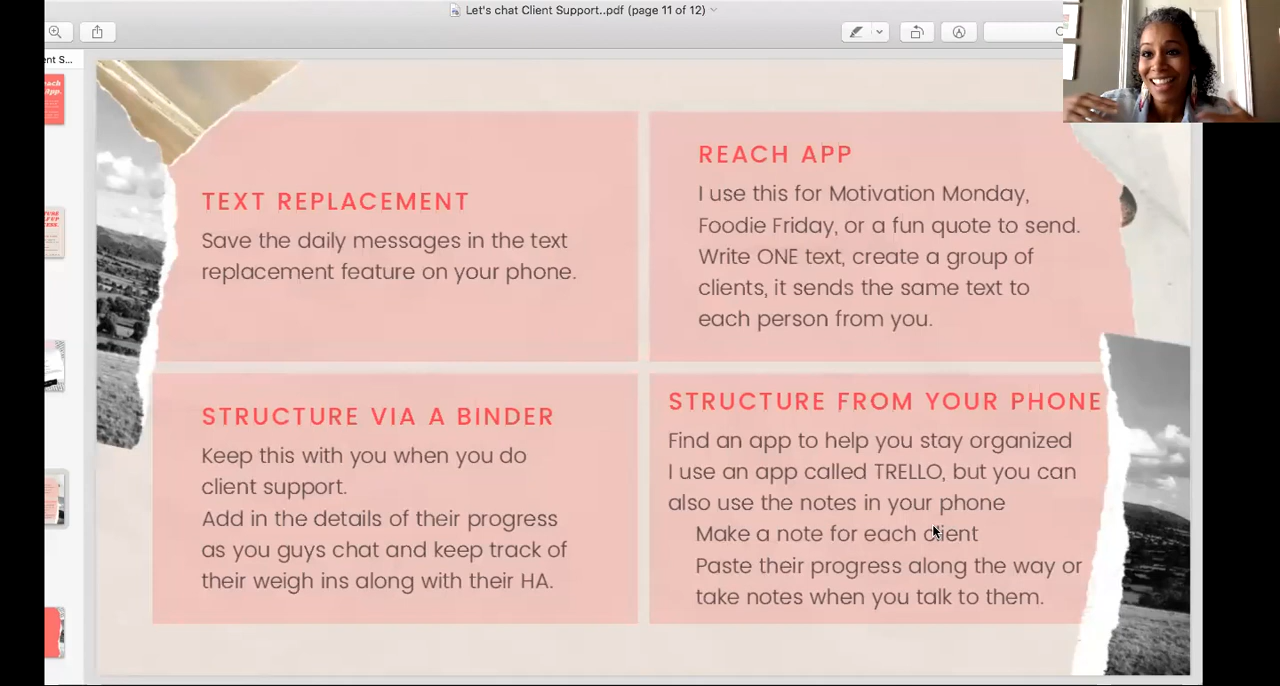 Let's chat Client Support..pdf (page 11 of 12)
ent S...
TEXT REPLACEMENT
Save the daily messages in the text
replacement feature on your phone.
REACH APP
I use this for Motivation Monday,
Foodie Friday, or a fun quote to send.
Write ONE text, create a group of
clients, it sends the same text to
each person from you.
STRUCTURE VIA A BINDER
Keep this with you when you do
client support.
Add in the details of their progress
as you guys chat and keep track of
their weigh ins along with their HA.
STRUCTURE FROM YOUR PHONE
Find an app to help you stay organized
I use an app called TRELLO, but you can
also use the notes in your phone
Make a note for each client
Paste their progress along the way or
take notes when you talk to them.